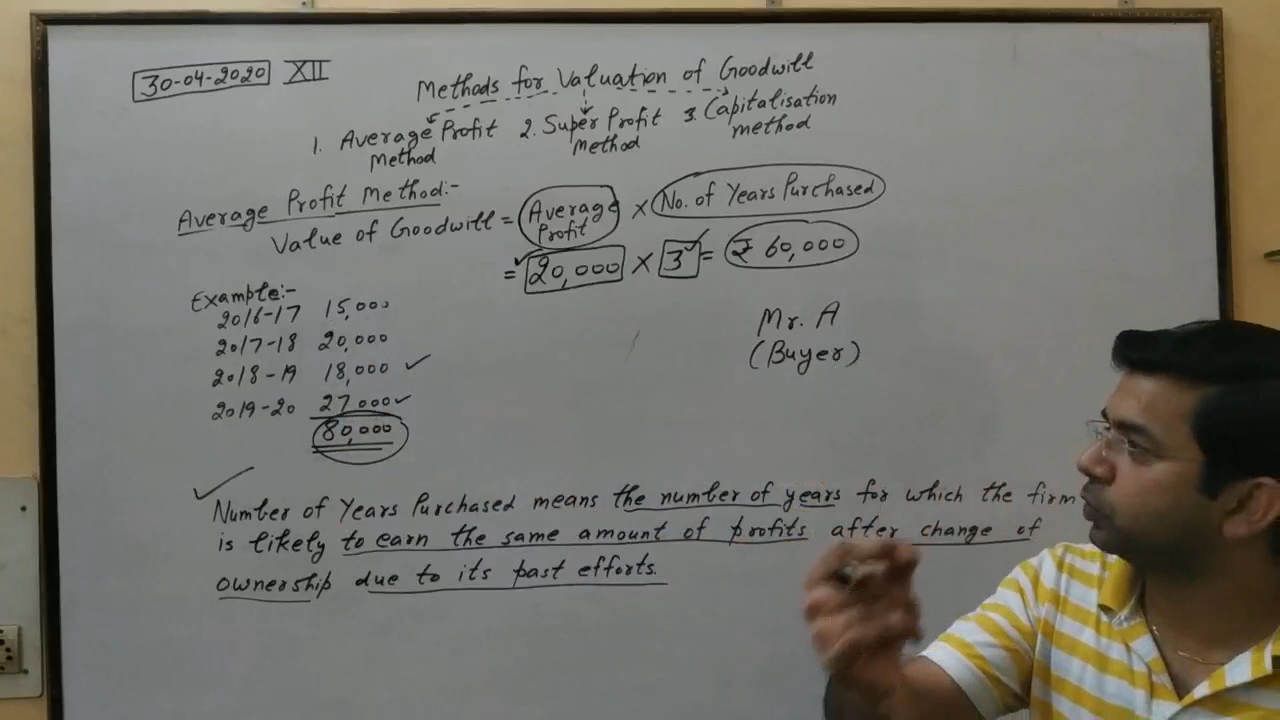 30-04-2020 XII
Methods for Valuation of Goodwill
1. Average Profit Method 2. Super Profit Method 3. Capitalisation method
Average Profit Method:-
Value of Goodwill = Average Profit × No. of Years Purchased
= 20,000 × 3 = ₹ 60,000
Example:-
2016-17 15,000
2017-18 20,000
2018-19 18,000 ✓
2019-20 27000 ✓
80,000
Mr. A
(Buyer)
Number of Years Purchased means the number of years for which the firm
is likely to earn the same amount of profits after change of
ownership due to its past efforts.